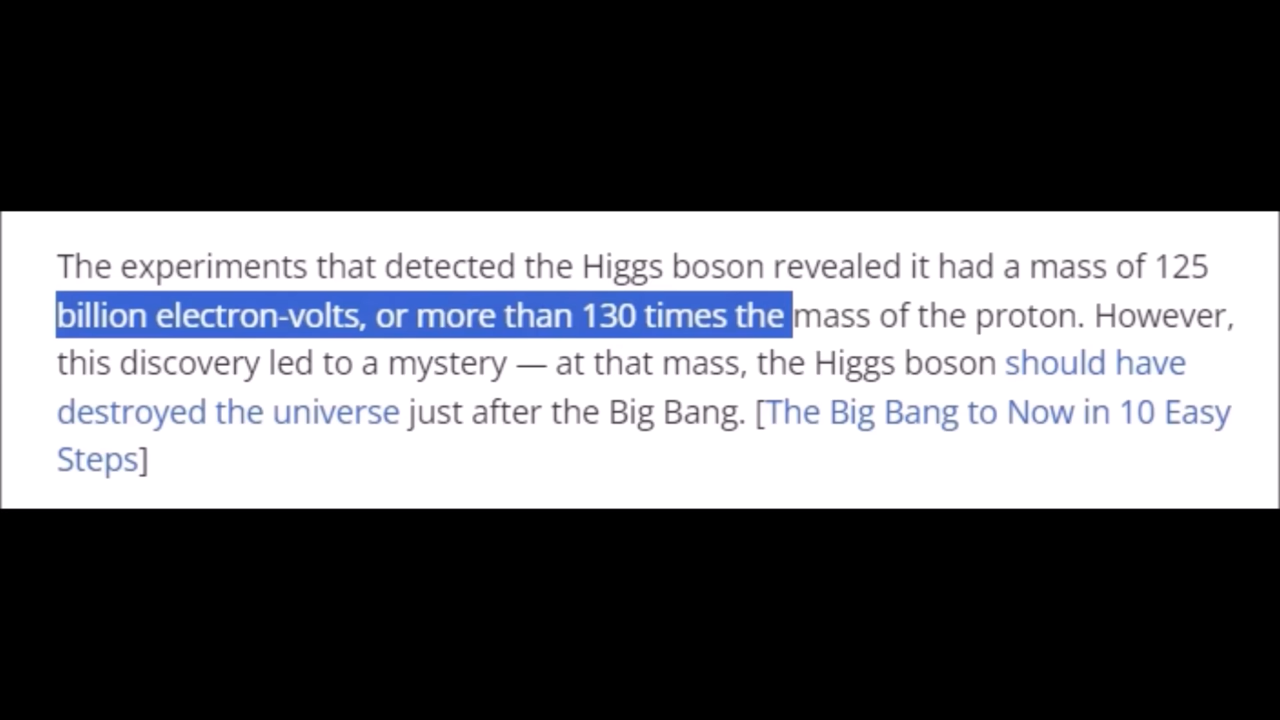 The experiments that detected the Higgs boson revealed it had a mass of 125
billion electron-volts, or more than 130 times the mass of the proton. However,
this discovery led to a mystery — at that mass, the Higgs boson should have
destroyed the universe just after the Big Bang. [The Big Bang to Now in 10 Easy
Steps]